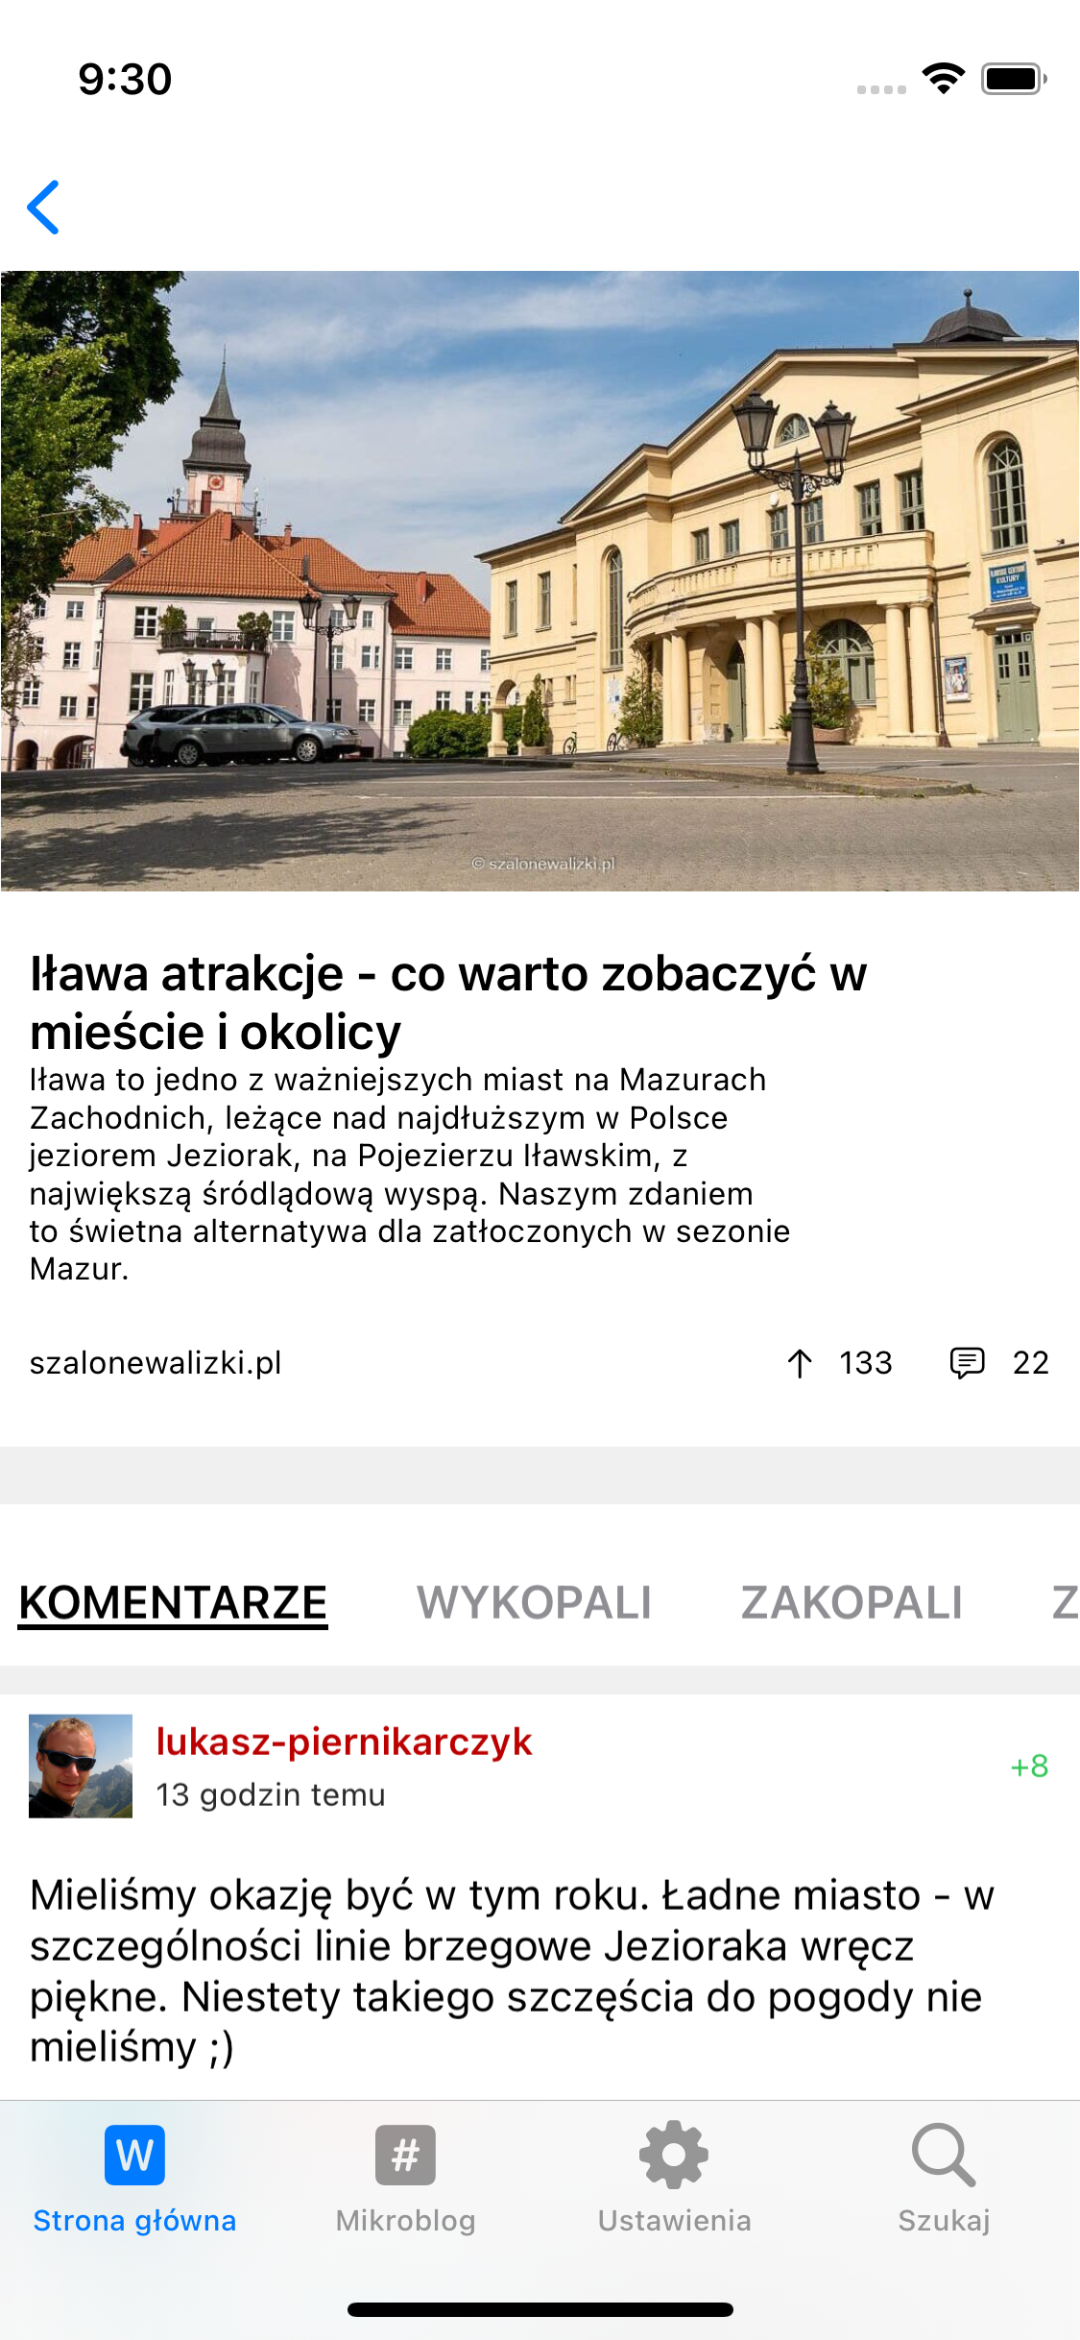 9:30
KULTURY
© szalonewalizki.pl
Iława atrakcje - co warto zobaczyć w
mieście i okolicy
Iława to jedno z ważniejszych miast na Mazurach
Zachodnich, leżące nad najdłuższym w Polsce
jeziorem Jeziorak, na Pojezierzu Iławskim, z
największą śródlądową wyspą. Naszym zdaniem
to świetna alternatywa dla zatłoczonych w sezonie
Mazur.
szalonewalizki.pl 133 22
KOMENTARZE WYKOPALI ZAKOPALI Z
lukasz-piernikarczyk
+8
13 godzin temu
Mieliśmy okazję być w tym roku. Ładne miasto - w
szczególności linie brzegowe Jezioraka wręcz
piękne. Niestety takiego szczęścia do pogody nie
mieliśmy ;)
W #
Strona główna Mikroblog Ustawienia Szukaj